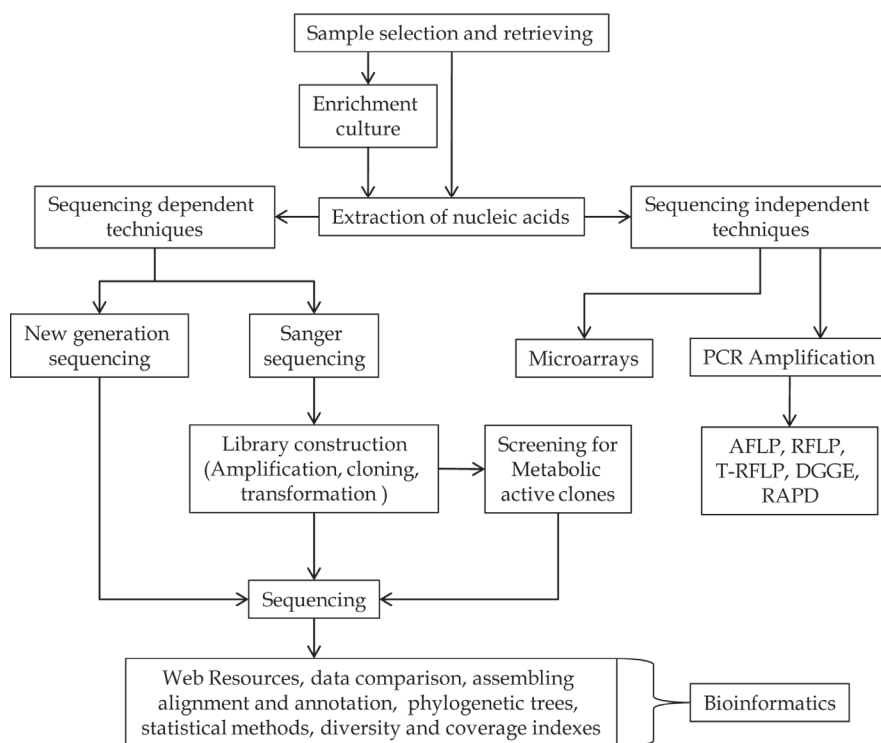 Sample selection and retrieving
Enrichment
culture
Sequencing dependent
techniques
Extraction of nucleic acids
Sequencing independent
techniques
New generation
sequencing
Sanger
sequencing
Microarrays
PCR Amplification
Library construction
(Amplification, cloning,
transformation )
Screening for
Metabolic
active clones
AFLP, RFLP,
T-RFLP, DGGE,
RAPD
Sequencing
Web Resources, data comparison, assembling
alignment and annotation, phylogenetic trees,
statistical methods, diversity and coverage indexes
Bioinformatics